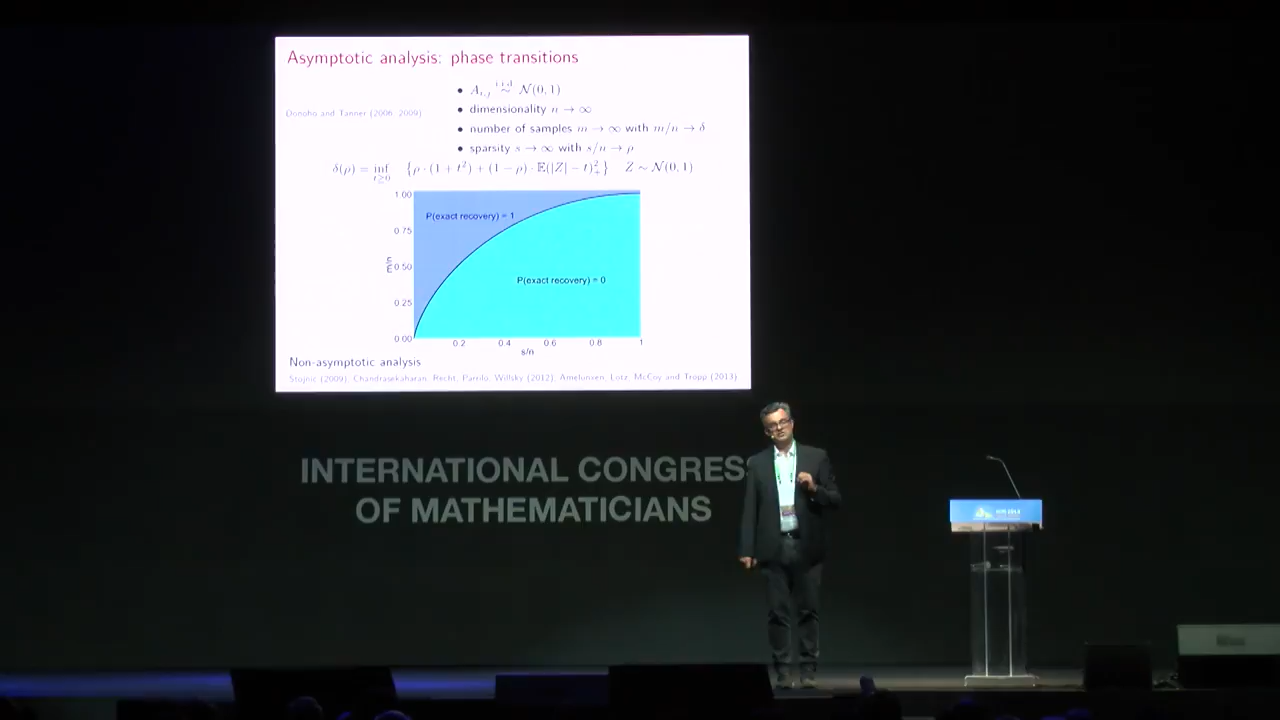 Asymptotic analysis: phase transitions
• A_{i,j} i.i.d ∼ N(0,1)
Donoho and Tanner (2006–2009)
• dimensionality n → ∞
• number of samples m → ∞ with m/n → δ
• sparsity s → ∞ with s/n → ρ
δ(ρ) = inf_{t≥0} {ρ·(1 + t²) + (1 − ρ)·𝔼(|Z| − t)²₊} Z ∼ N(0,1)
1.00
P(exact recovery) = 1
0.75
0.50
P(exact recovery) = 0
0.25
0.00
0.2 0.4 0.6 0.8 1
s/n
Non-asymptotic analysis
Stojnic (2009), Chandrasekaharan, Recht, Parrilo, Willsky (2012), Amelunxen, Lotz, McCoy and Tropp (2013)
INTERNATIONAL CONGRES
OF MATHEMATICIANS